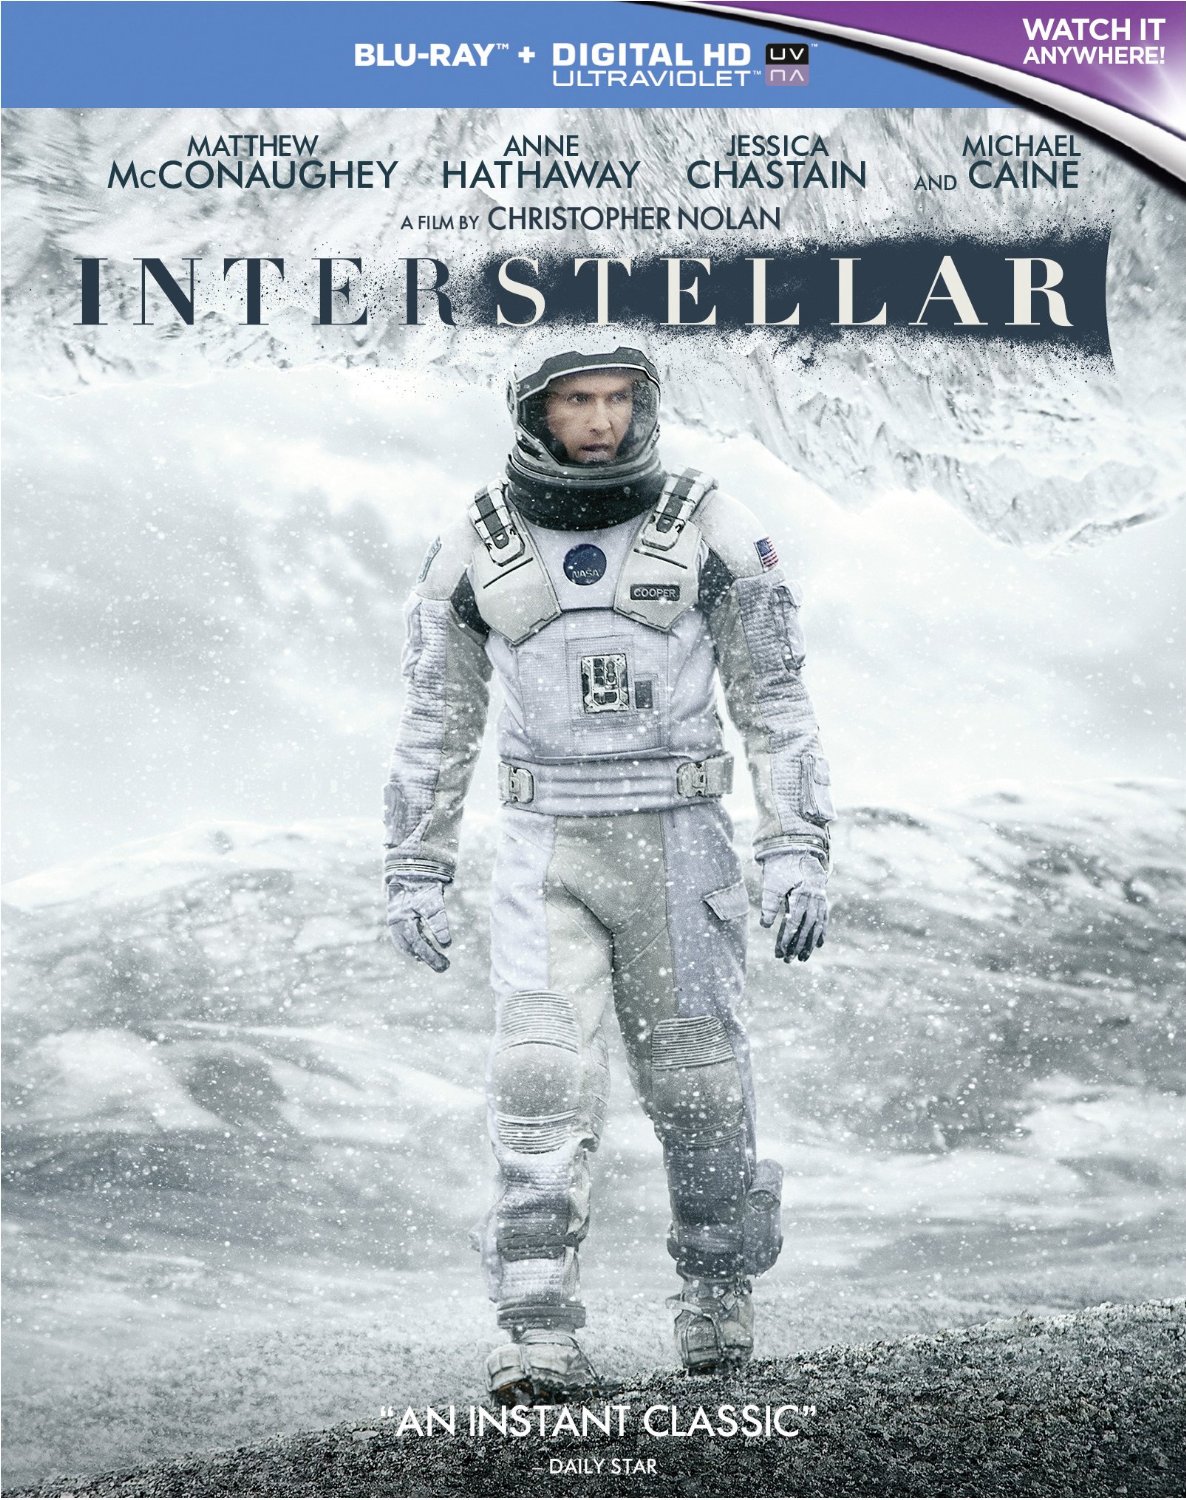 BLU-RAY™ + DIGITAL HD UV™
ULTRAVIOLET™
WATCH IT
ANYWHERE!
MATTHEW
McCONAUGHEY
ANNE
HATHAWAY
JESSICA
CHASTAIN
MICHAEL
AND CAINE
A FILM BY CHRISTOPHER NOLAN
INTERSTELLAR
NASA
COOPER
“AN INSTANT CLASSIC”
– DAILY STAR